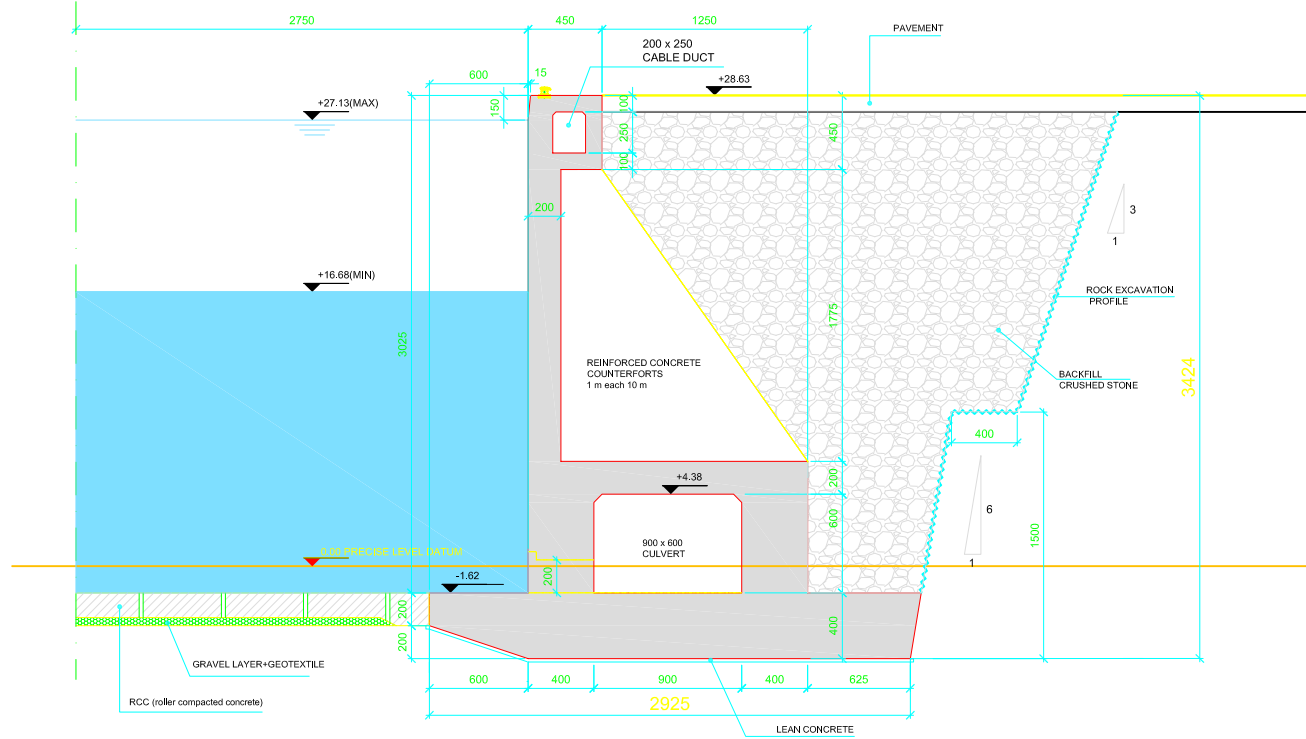 2750
450
1250
PAVEMENT
200 x 250
CABLE DUCT
600
15
+28.63
+27.13(MAX)
150
100
250
100
450
200
3
1
+16.68(MIN)
ROCK EXCAVATION
PROFILE
3025
1775
REINFORCED CONCRETE
COUNTERFORTS
1 m each 10 m
BACKFILL
CRUSHED STONE
3424
400
+4.38
200
600
6
1
1500
900 x 600
CULVERT
0.00 PRECISE LEVEL DATUM
-1.62
200
200
200
400
GRAVEL LAYER+GEOTEXTILE
600
400
900
400
625
RCC (roller compacted concrete)
2925
LEAN CONCRETE